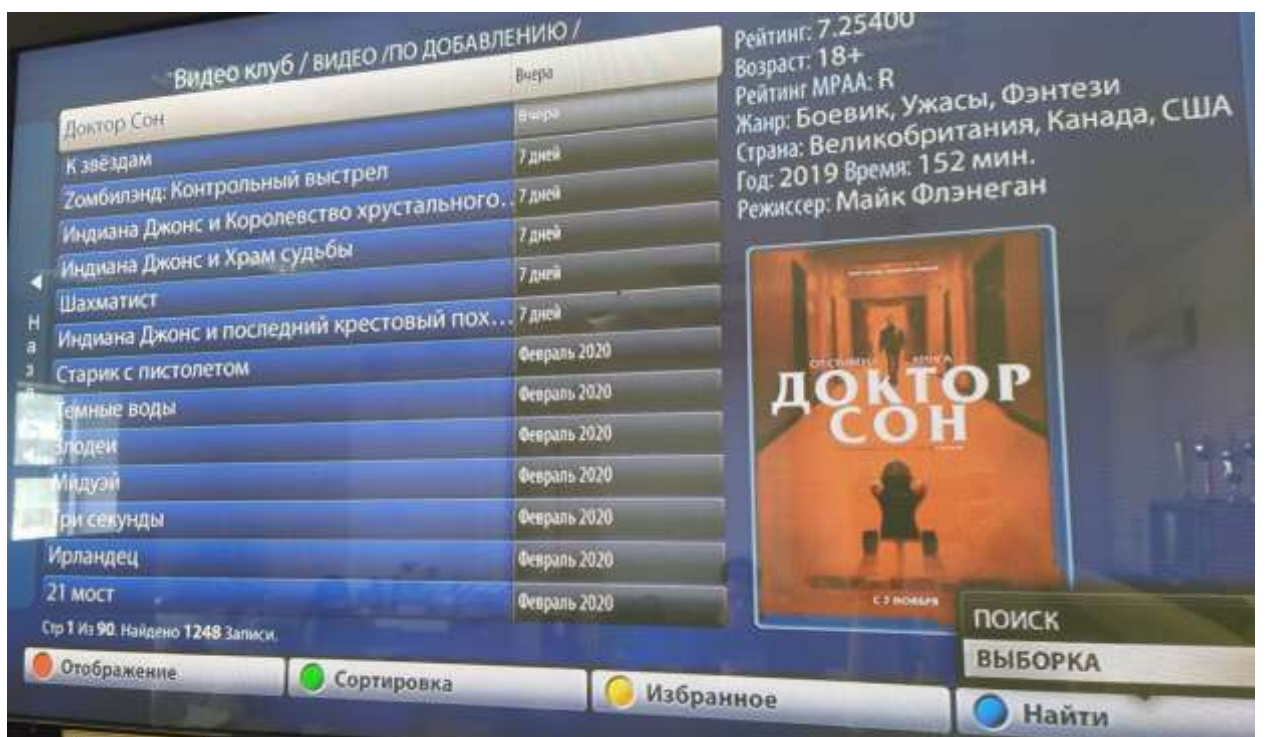 Видео клуб / ВИДЕО /ПО ДОБАВЛЕНИЮ /
Доктор Сон Вчера
К звёздам Вчера
Zомбилэнд: Контрольный выстрел 7 дней
Индиана Джонс и Королевство хрустального... 7 дней
Индиана Джонс и Храм судьбы 7 дней
Шахматист 7 дней
Индиана Джонс и последний крестовый пох... 7 дней
Старик с пистолетом Февраль 2020
Темные воды Февраль 2020
Злодеи Февраль 2020
Мидуэй Февраль 2020
Три секунды Февраль 2020
Ирландец Февраль 2020
21 мост Февраль 2020
Стр 1 Из 90. Найдено 1248 Записи.
Рейтинг: 7.25400
Возраст: 18+
Рейтинг MPAA: R
Жанр: Боевик, Ужасы, Фэнтези
Страна: Великобритания, Канада, США
Год: 2019 Время: 152 мин.
Режиссер: Майк Флэнеган
ДОКТОР
СОН
С 7 НОЯБРЯ
ПОИСК
ВЫБОРКА
Отображение
Сортировка
Избранное
Найти